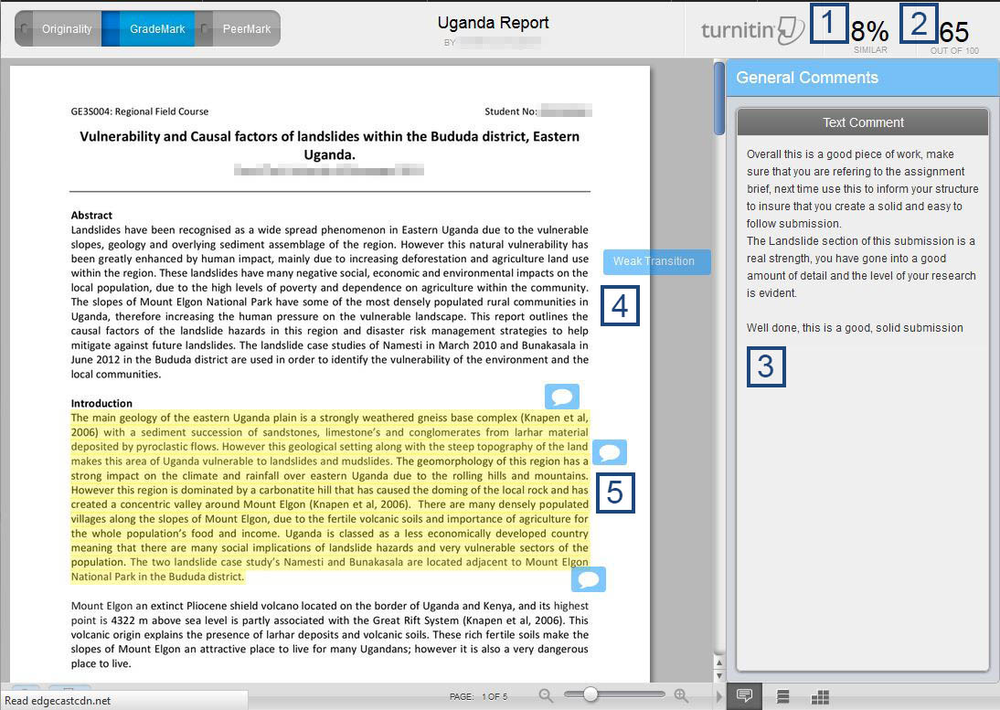 Originality GradeMark PeerMark
Uganda Report
BY
turnitin
1 8% SIMILAR
2 65 OUT OF 100
GE3S004: Regional Field Course Student No:
Vulnerability and Causal factors of landslides within the Bududa district, Eastern
Uganda.
Abstract
Landslides have been recognised as a wide spread phenomenon in Eastern Uganda due to the vulnerable
slopes, geology and overlying sediment assemblage of the region. However this natural vulnerability has
been greatly enhanced by human impact, mainly due to increasing deforestation and agriculture land use
within the region. These landslides have many negative social, economic and environmental impacts on the
local population, due to the high levels of poverty and dependence on agriculture within the community.
The slopes of Mount Elgon National Park have some of the most densely populated rural communities in
Uganda, therefore increasing the human pressure on the vulnerable landscape. This report outlines the
causal factors of the landslide hazards in this region and disaster risk management strategies to help
mitigate against future landslides. The landslide case studies of Namesti in March 2010 and Bunakasala in
June 2012 in the Bududa district are used in order to identify the vulnerability of the environment and the
local communities.
Weak Transition
4
Introduction
The main geology of the eastern Uganda plain is a strongly weathered gneiss base complex (Knapen et al,
2006) with a sediment succession of sandstones, limestone's and conglomerates from larhar material
deposited by pyroclastic flows. However this geological setting along with the steep topography of the land
makes this area of Uganda vulnerable to landslides and mudslides. The geomorphology of this region has a
strong impact on the climate and rainfall over eastern Uganda due to the rolling hills and mountains.
However this region is dominated by a carbonatite hill that has caused the doming of the local rock and has
created a concentric valley around Mount Elgon (Knapen et al, 2006). There are many densely populated
villages along the slopes of Mount Elgon, due to the fertile volcanic soils and importance of agriculture for
the whole population's food and income. Uganda is classed as a less economically developed country
meaning that there are many social implications of landslide hazards and very vulnerable sectors of the
population. The two landslide case study's Namesti and Bunakasala are located adjacent to Mount Elgon
National Park in the Bududa district.
5
Mount Elgon an extinct Pliocene shield volcano located on the border of Uganda and Kenya, and its highest
point is 4322 m above sea level is partly associated with the Great Rift System (Knapen et al, 2006). This
volcanic origin explains the presence of larhar deposits and volcanic soils. These rich fertile soils make the
slopes of Mount Elgon an attractive place to live for many Ugandans; however it is also a very dangerous
place to live.
General Comments
Text Comment
Overall this is a good piece of work, make
sure that you are refering to the assignment
brief, next time use this to inform your structure
to insure that you create a solid and easy to
follow submission.
The Landslide section of this submission is a
real strength, you have gone into a good
amount of detail and the level of your research
is evident.
Well done, this is a good, solid submission
3
Read edgecastcdn.net
PAGE: 1 OF 5